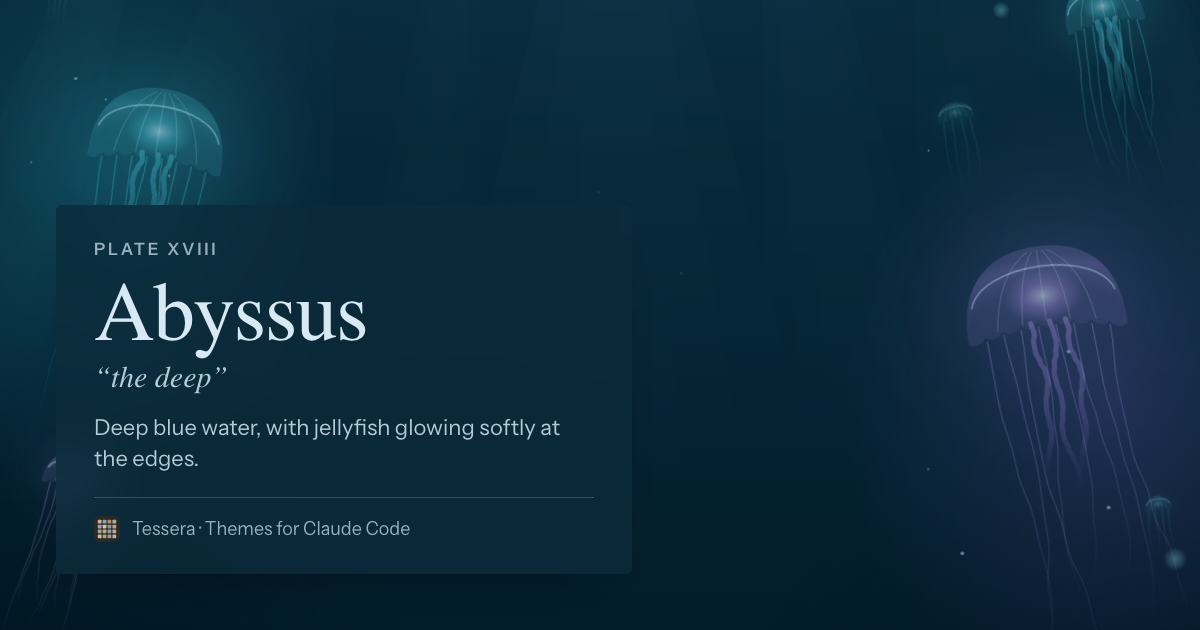 PLATE XVIII
Abyssus
“the deep”
Deep blue water, with jellyfish glowing softly at
the edges.
Tessera · Themes for Claude Code